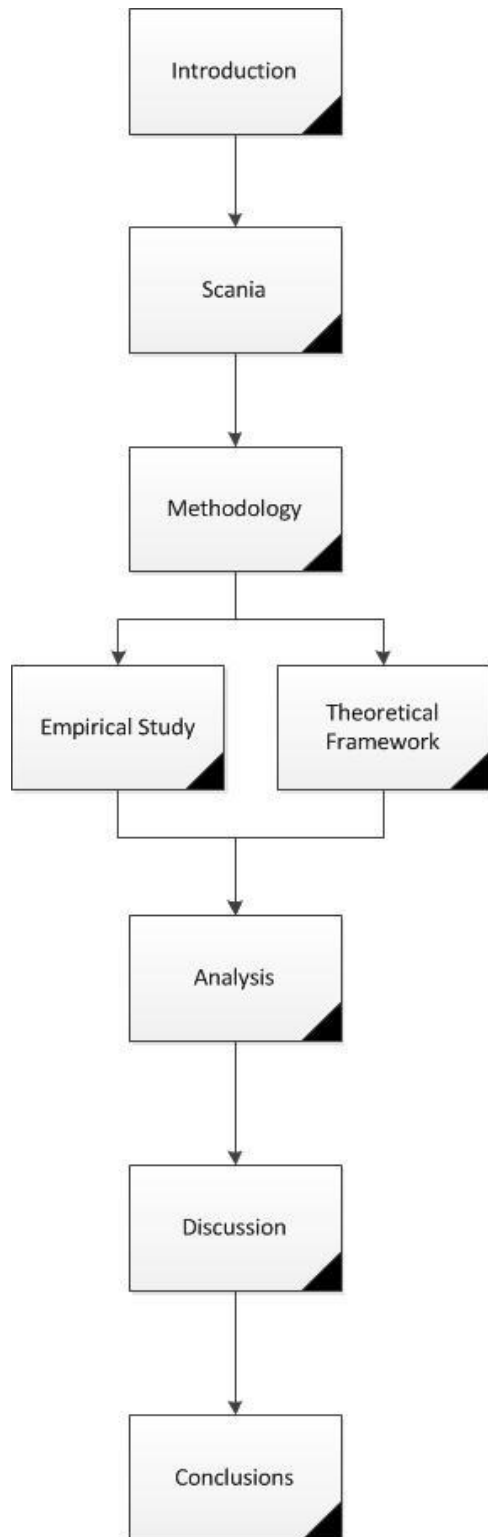 Introduction
Scania
Methodology
Empirical Study
Theoretical
Framework
Analysis
Discussion
Conclusions